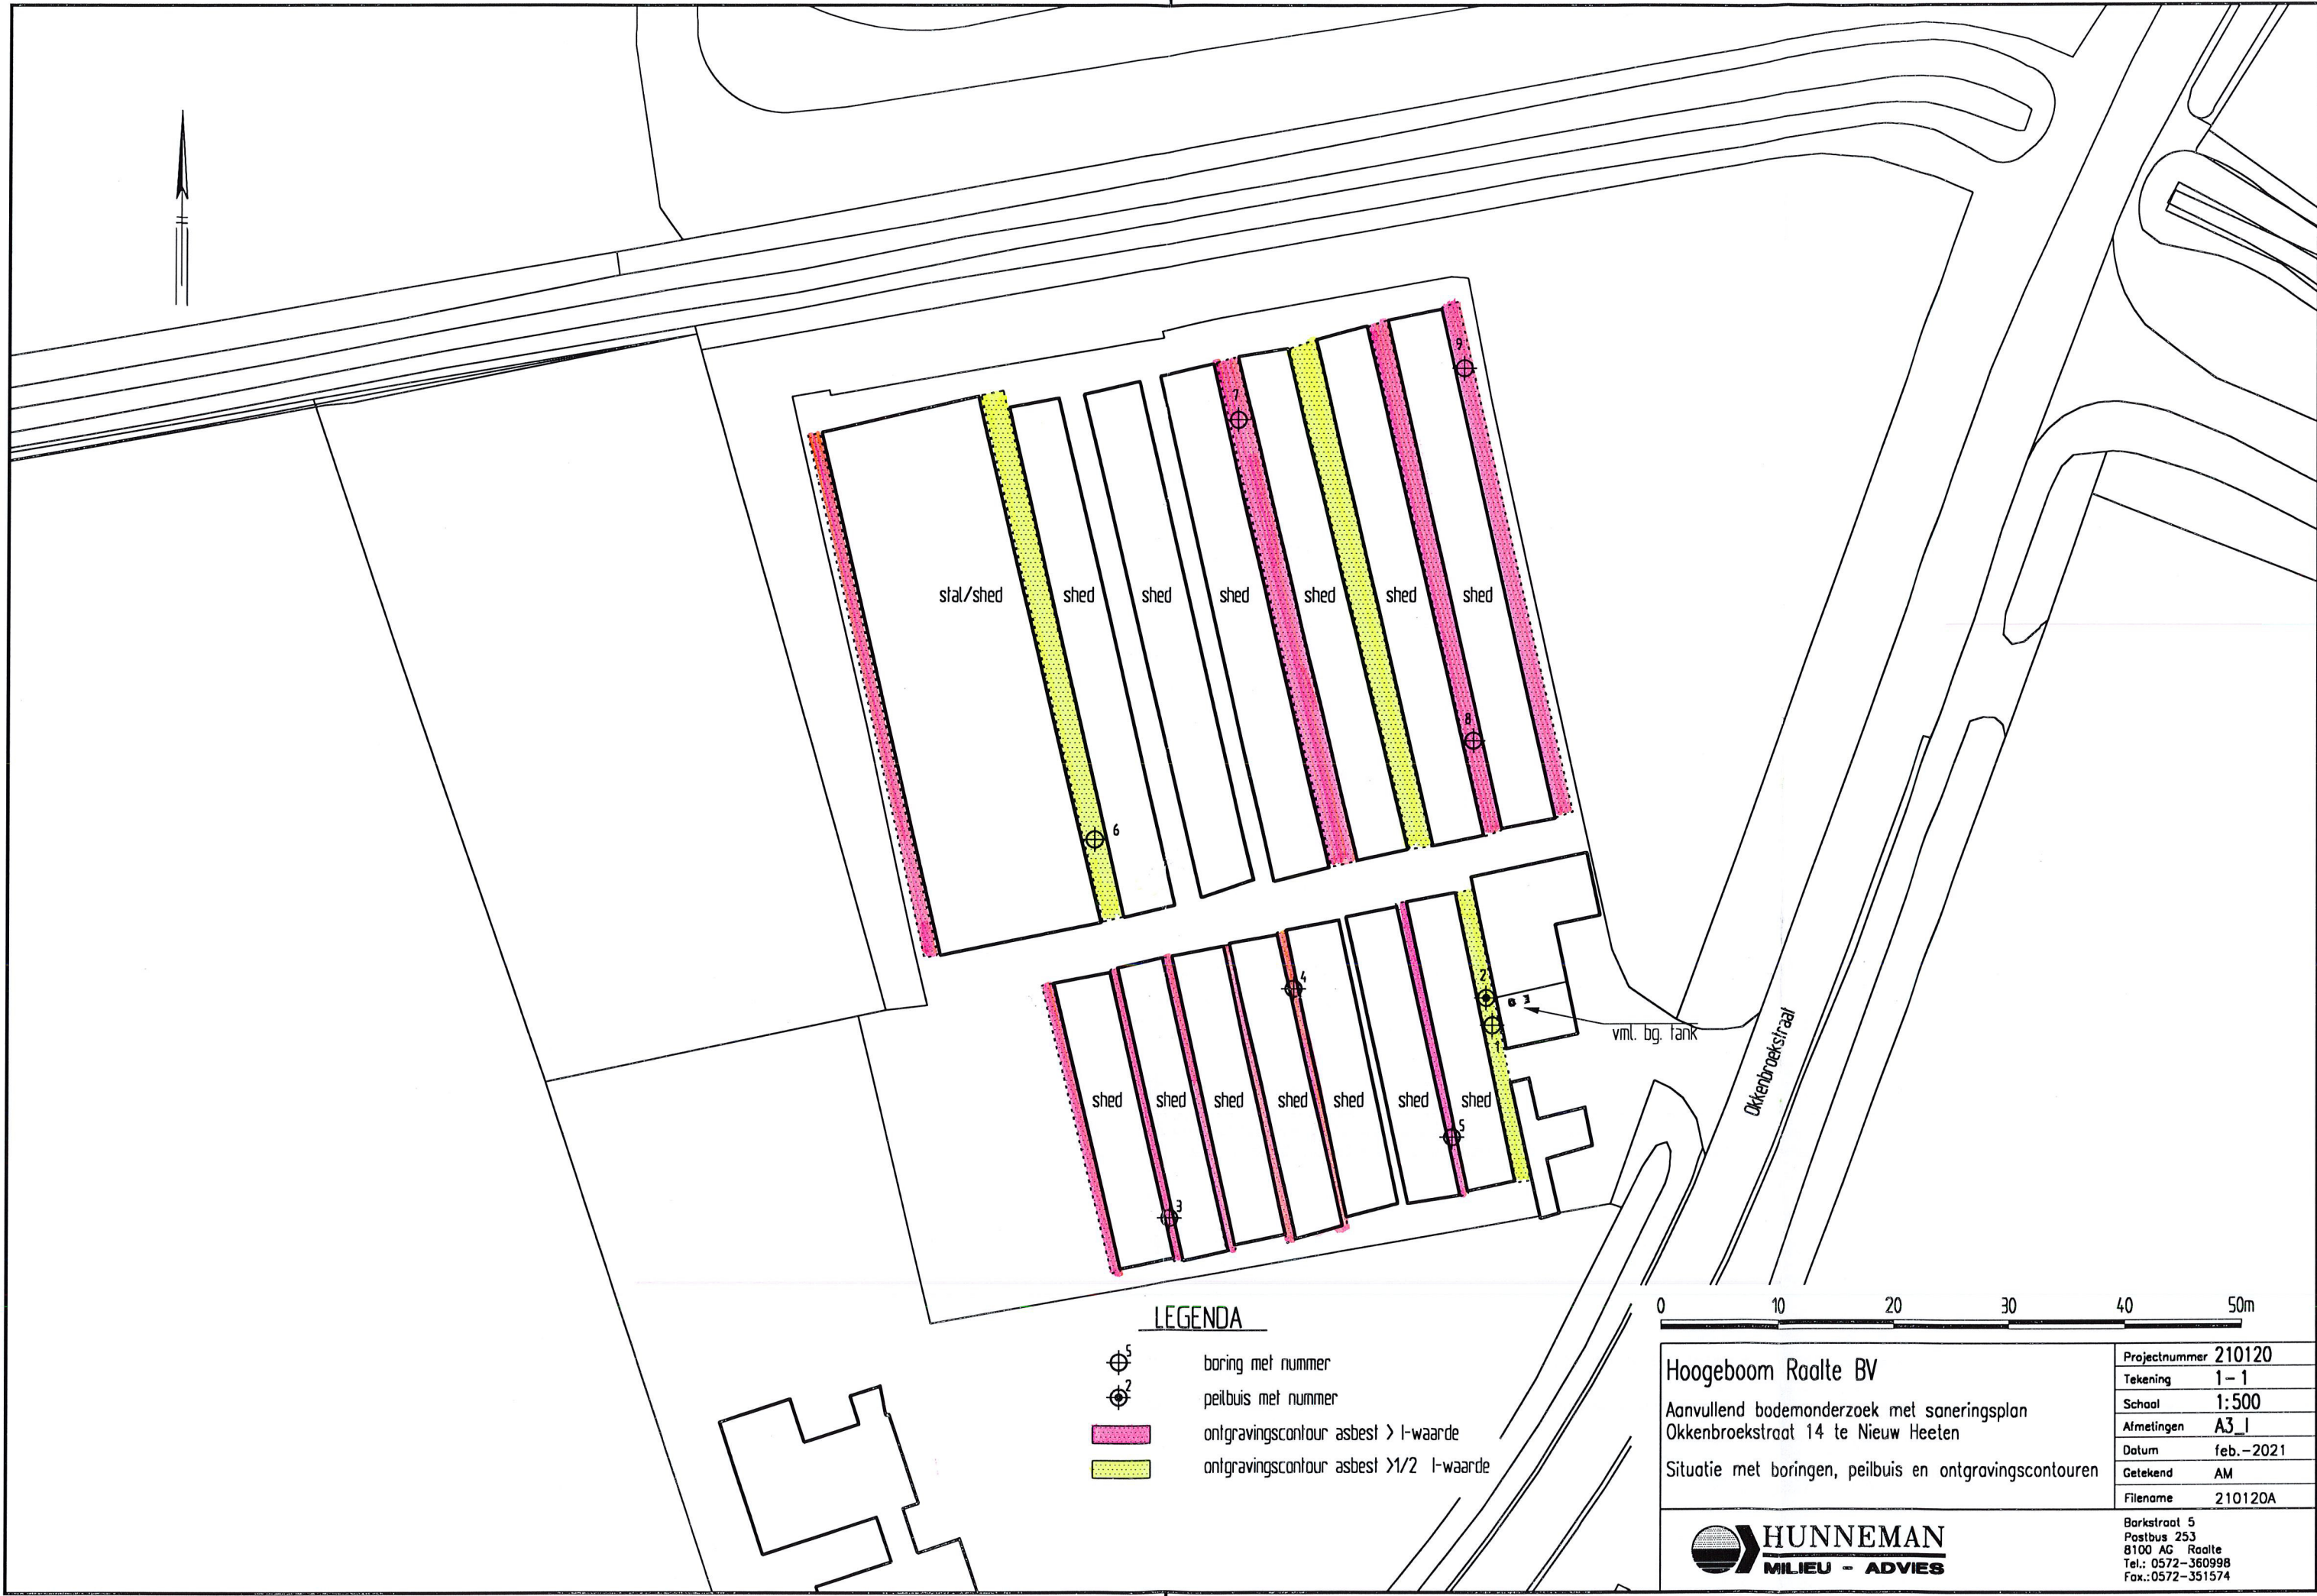 9
7
stal/shed
shed
shed
shed
shed
shed
shed
8
6
4
2
1
vml. bg. tank
Okkenbroekstraat
shed
shed
shed
shed
shed
shed
shed
5
3
LEGENDA
5 boring met nummer
2 peilbuis met nummer
ontgravingscontour asbest > I-waarde
ontgravingscontour asbest >1/2 I-waarde
0 10 20 30 40 50m
Hoogeboom Raalte BV
Aanvullend bodemonderzoek met saneringsplan
Okkenbroekstraat 14 te Nieuw Heeten
Situatie met boringen, peilbuis en ontgravingscontouren
Projectnummer 210120
Tekening 1-1
Schaal 1:500
Afmetingen A3_l
Datum feb.-2021
Getekend AM
Filename 210120A
HUNNEMAN
MILIEU - ADVIES
Barkstraat 5
Postbus 253
8100 AG Raalte
Tel.: 0572-360998
Fax.:0572-351574